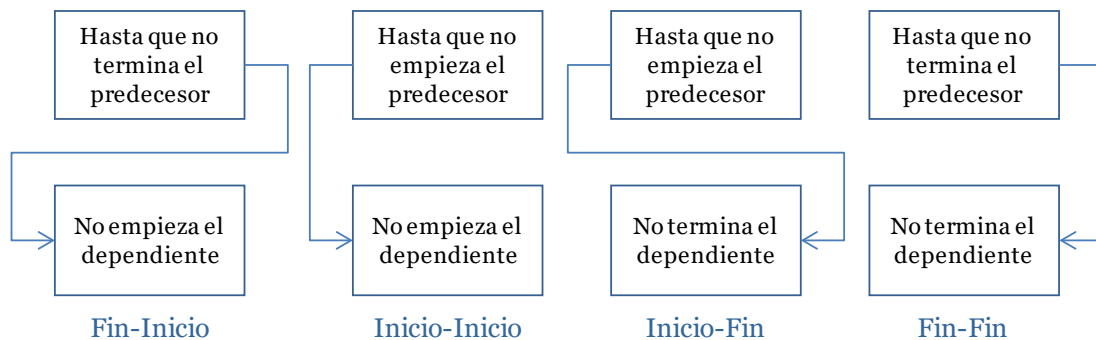 Hasta que no
termina el
predecesor
Hasta que no
empieza el
predecesor
Hasta que no
empieza el
predecesor
Hasta que no
termina el
predecesor
No empieza el
dependiente
No empieza el
dependiente
No termina el
dependiente
No termina el
dependiente
Fin-Inicio
Inicio-Inicio
Inicio-Fin
Fin-Fin